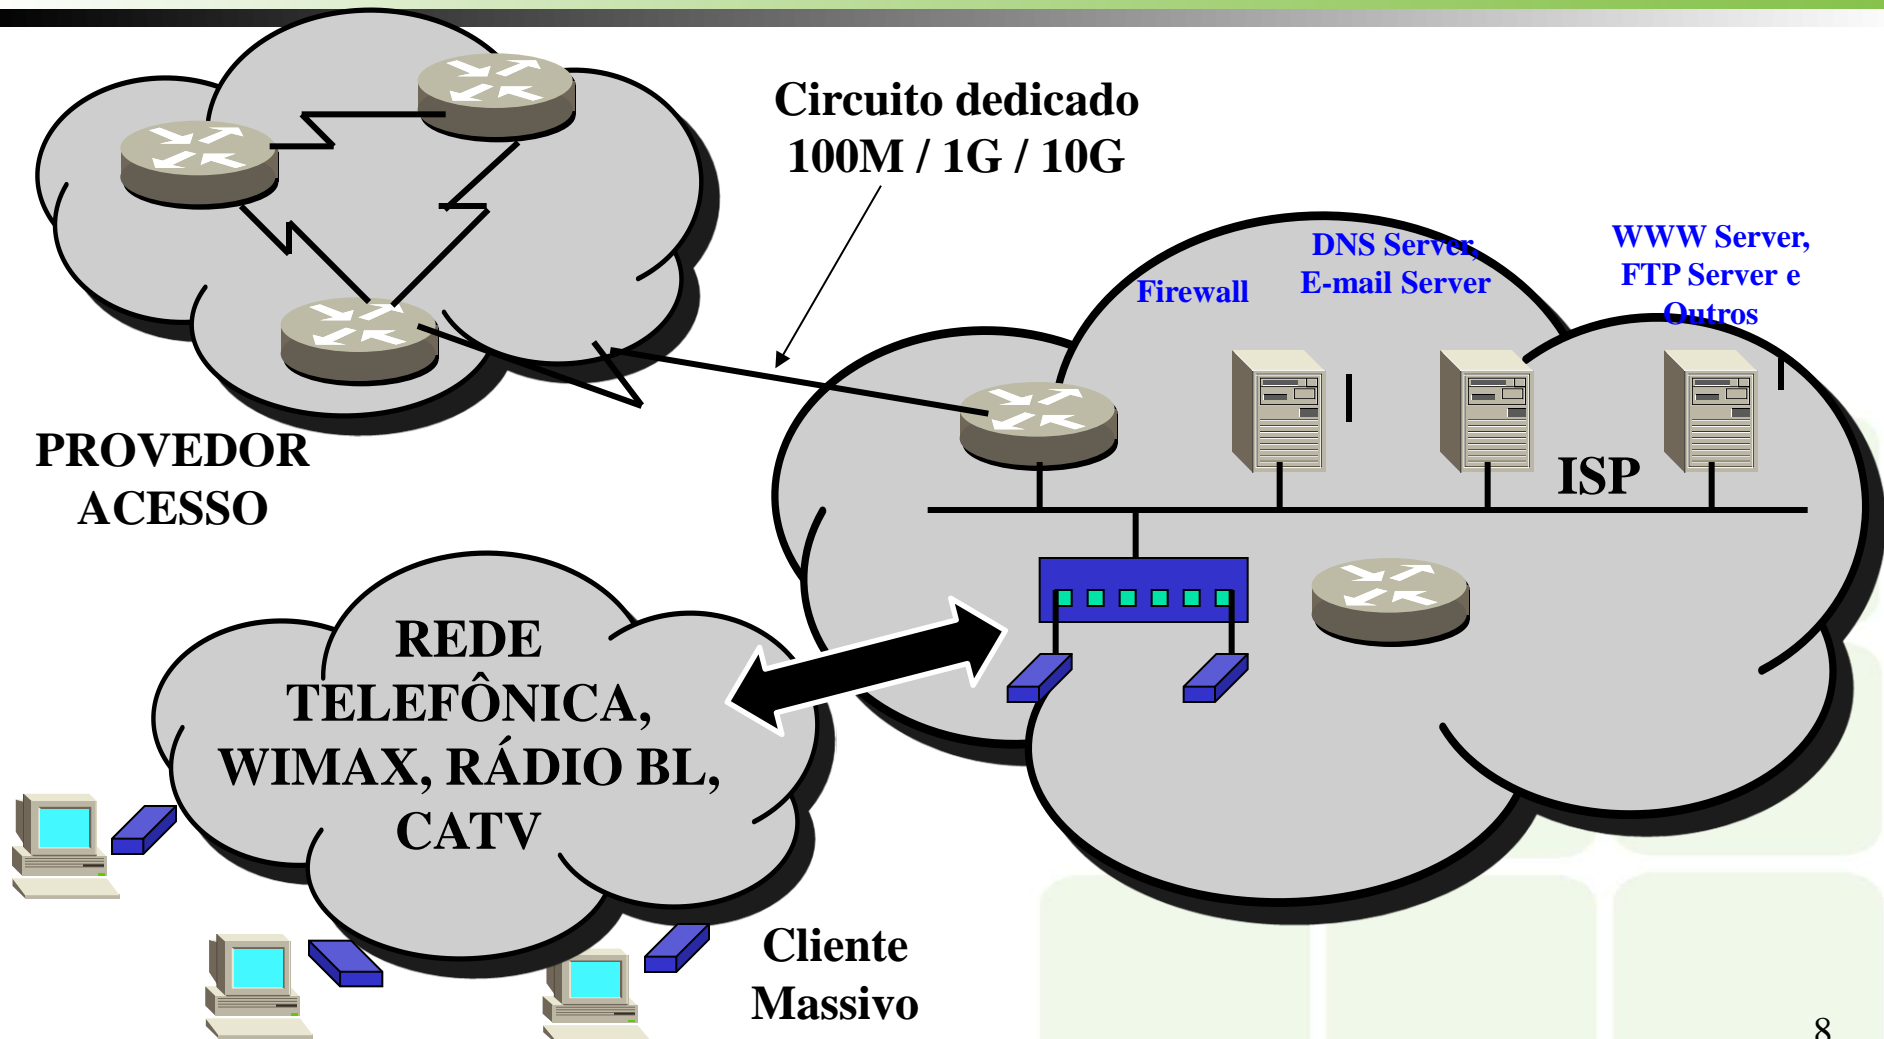 Circuito dedicado
100M / 1G / 10G
DNS Server,
E-mail Server
WWW Server,
FTP Server e
Outros
Firewall
PROVEDOR
ACESSO
ISP
REDE
TELEFÔNICA,
WIMAX, RÁDIO BL,
CATV
Cliente
Massivo
8